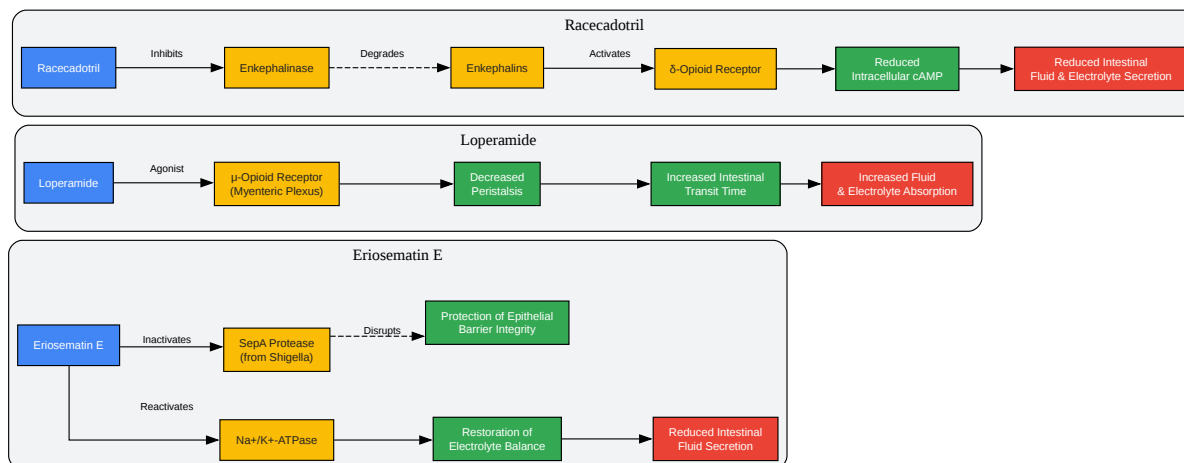 Racecadotril
Racecadotril
Inhibits
Enkephalinase
Degrades
Enkephalins
Activates
δ-Opioid Receptor
Reduced
Intracellular cAMP
Reduced Intestinal
Fluid & Electrolyte Secretion
Loperamide
Loperamide
Agonist
μ-Opioid Receptor
(Myenteric Plexus)
Decreased
Peristalsis
Increased Intestinal
Transit Time
Increased Fluid
& Electrolyte Absorption
Eriosematin E
Eriosematin E
Inactivates
SepA Protease
(from Shigella)
Disrupts
Protection of Epithelial
Barrier Integrity
Reactivates
Na+/K+-ATPase
Restoration of
Electrolyte Balance
Reduced Intestinal
Fluid Secretion